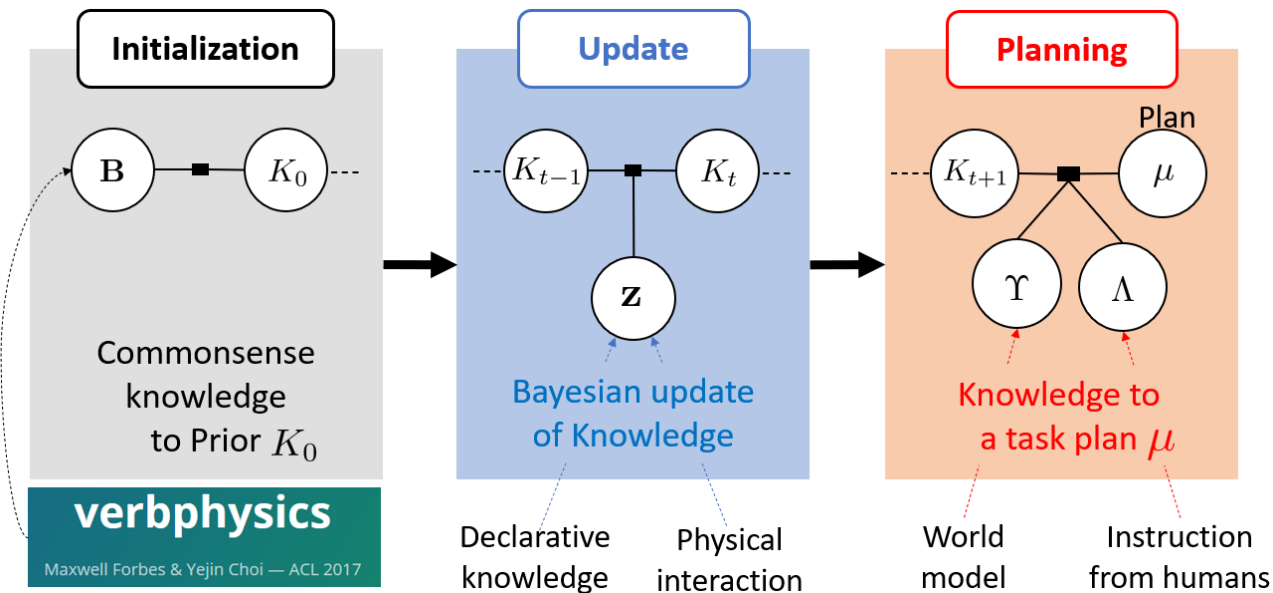 Initialization
B
K₀
Commonsense
knowledge
to Prior K₀
verbphysics
Maxwell Forbes & Yejin Choi — ACL 2017
Update
Kₜ₋₁
Kₜ
z
Bayesian update
of Knowledge
Declarative
knowledge
Physical
interaction
Planning
Plan
Kₜ₊₁
μ
Υ
Λ
Knowledge to
a task plan μ
World
model
Instruction
from humans